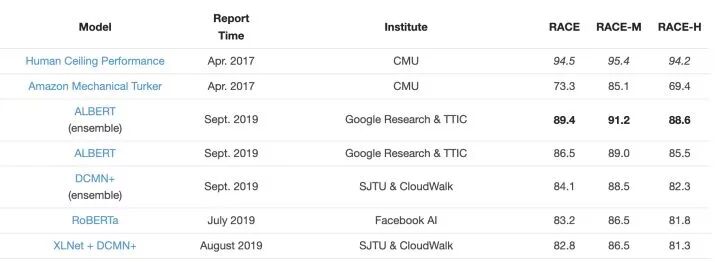 Model Report Time Institute RACE RACE-M RACE-H
Human Ceiling Performance Apr. 2017 CMU 94.5 95.4 94.2
Amazon Mechanical Turker Apr. 2017 CMU 73.3 85.1 69.4
ALBERT (ensemble) Sept. 2019 Google Research & TTIC 89.4 91.2 88.6
ALBERT Sept. 2019 Google Research & TTIC 86.5 89.0 85.5
DCMN+ (ensemble) Sept. 2019 SJTU & CloudWalk 84.1 88.5 82.3
RoBERTa July 2019 Facebook AI 83.2 86.5 81.8
XLNet + DCMN+ August 2019 SJTU & CloudWalk 82.8 86.5 81.3